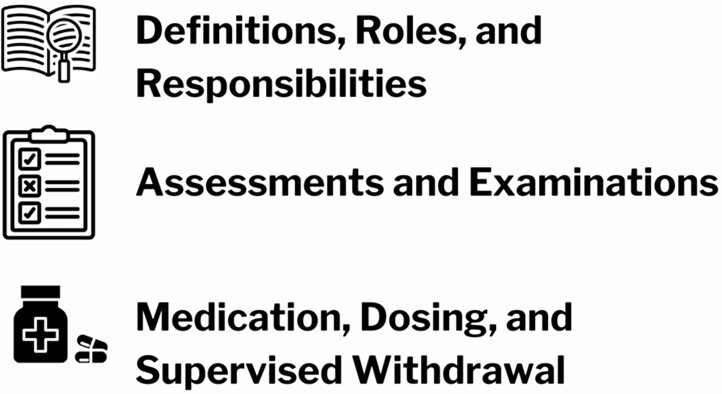 Definitions, Roles, and
Responsibilities
Assessments and Examinations
Medication, Dosing, and
Supervised Withdrawal